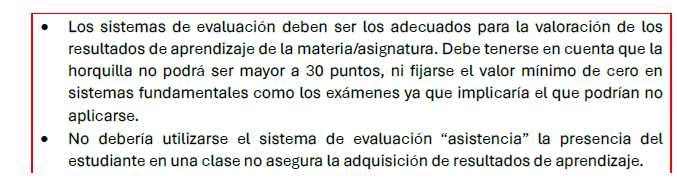 • Los sistemas de evaluación deben ser los adecuados para la valoración de los
resultados de aprendizaje de la materia/asignatura. Debe tenerse en cuenta que la
horquilla no podrá ser mayor a 30 puntos, ni fijarse el valor mínimo de cero en
sistemas fundamentales como los exámenes ya que implicaría el que podrían no
aplicarse.
• No debería utilizarse el sistema de evaluación “asistencia” la presencia del
estudiante en una clase no asegura la adquisición de resultados de aprendizaje.